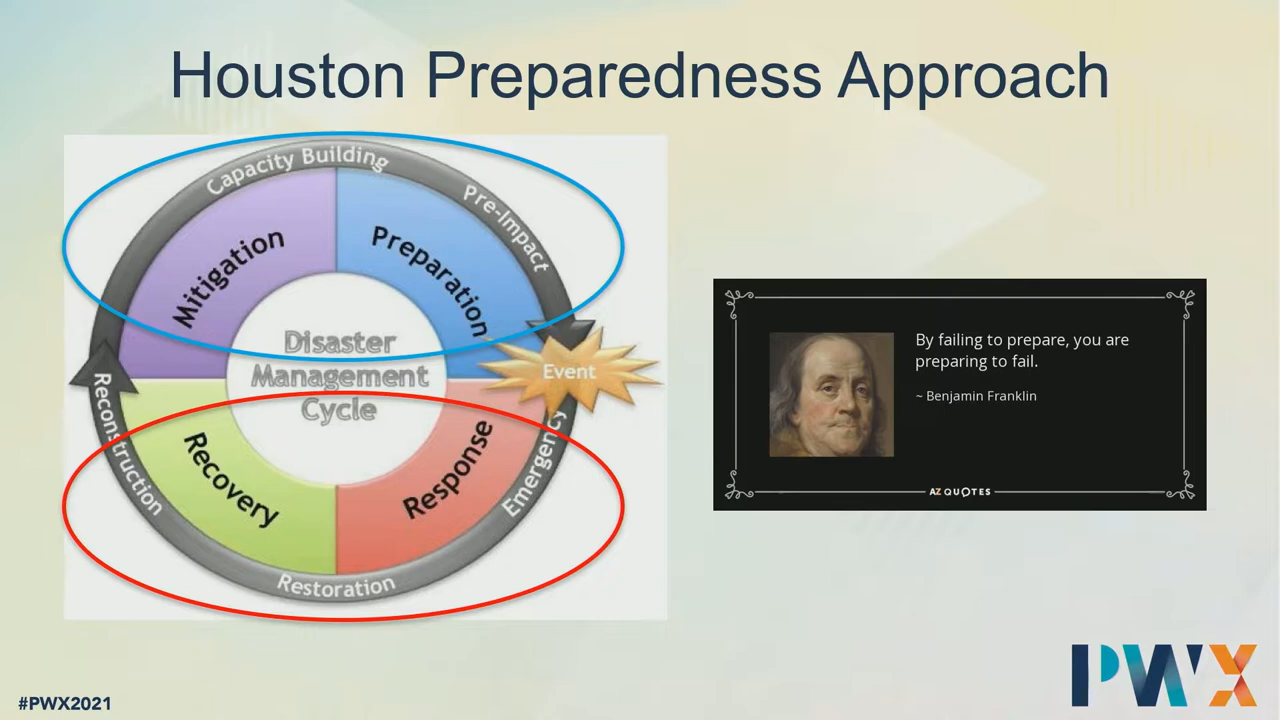 Houston Preparedness Approach
Capacity Building
Pre-Impact
Mitigation
Preparation
Disaster
Management
Cycle
Event
Reconstruction
Recovery
Response
Emergency
Restoration
By failing to prepare, you are
preparing to fail.
~ Benjamin Franklin
AZ QUOTES
#PWX2021
PWX